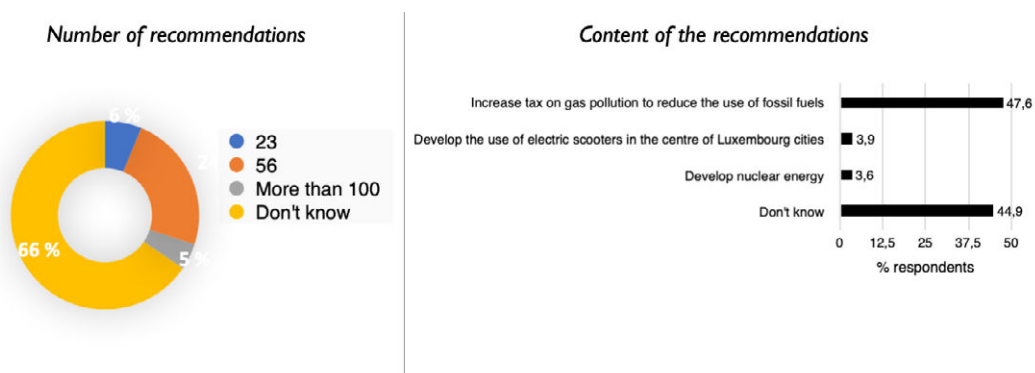 Number of recommendations
6 %
66 %
5 %
23
56
More than 100
Don't know
Content of the recommendations
Increase tax on gas pollution to reduce the use of fossil fuels
47,6
Develop the use of electric scooters in the centre of Luxembourg cities
3,9
Develop nuclear energy
3,6
Don't know
44,9
0 12,5 25 37,5 50
% respondents